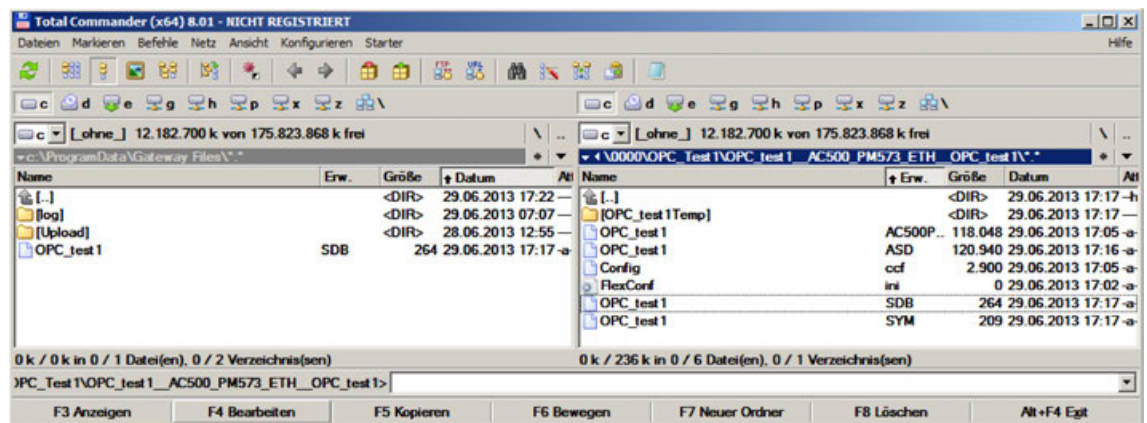 Total Commander (x64) 8.01 - NICHT REGISTRIERT
Dateien Markieren Befehle Netz Ansicht Konfigurieren Starter Hilfe
c d e g h p x z \ c d e g h p x z \
c [_ohne_] 12.182.700 k von 175.823.868 k frei \ .. c [_ohne_] 12.182.700 k von 175.823.868 k frei \ ..
c:\ProgramData\Gateway Files\*.* * \0000\OPC_Test1\OPC_test1__AC500_PM573_ETH__OPC_test1\*.* *
Name Erw. Größe Datum Att Name Erw. Größe Datum Att
[..] <DIR> 29.06.2013 17:22 — [..] <DIR> 29.06.2013 17:17 -h
[log] <DIR> 29.06.2013 07:07 — [OPC_test1Temp] <DIR> 29.06.2013 17:17 —
[Upload] <DIR> 28.06.2013 12:55 — OPC_test1 AC500P.. 118.048 29.06.2013 17:05 -a-
OPC_test1 SDB 264 29.06.2013 17:17 -a- OPC_test1 ASD 120.940 29.06.2013 17:16 -a-
Config ccf 2.900 29.06.2013 17:05 -a-
FlexConf ini 0 29.06.2013 17:02 -a-
OPC_test1 SDB 264 29.06.2013 17:17 -a-
OPC_test1 SYM 209 29.06.2013 17:17 -a-
0 k / 0 k in 0 / 1 Datei(en), 0 / 2 Verzeichnis(sen) 0 k / 236 k in 0 / 6 Datei(en), 0 / 1 Verzeichnis(sen)
PC_Test1\OPC_test1__AC500_PM573_ETH__OPC_test1>
F3 Anzeigen F4 Bearbeiten F5 Kopieren F6 Bewegen F7 Neuer Ordner F8 Löschen Alt+F4 Exit